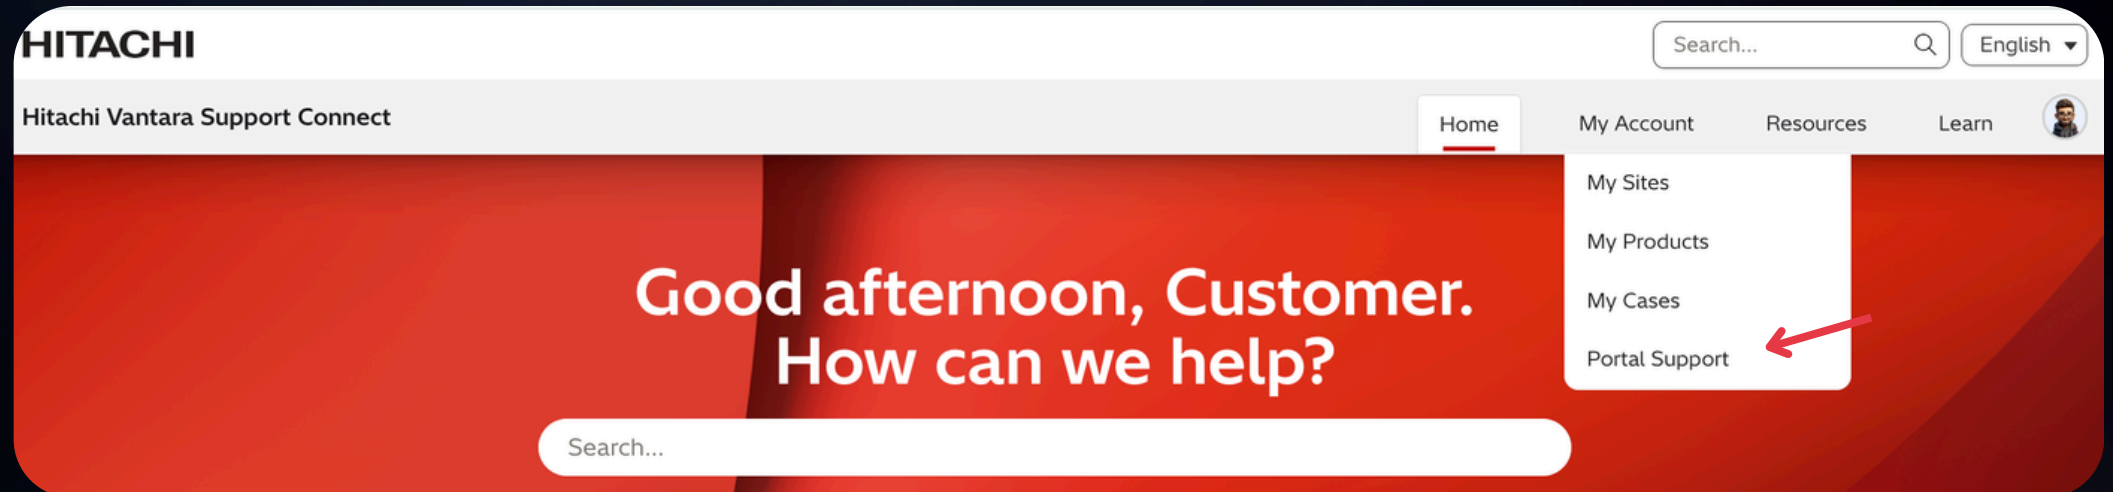 HITACHI
Search...
English
Hitachi Vantara Support Connect
Home
My Account
Resources
Learn
My Sites
My Products
My Cases
Portal Support
Good afternoon, Customer.
How can we help?
Search...